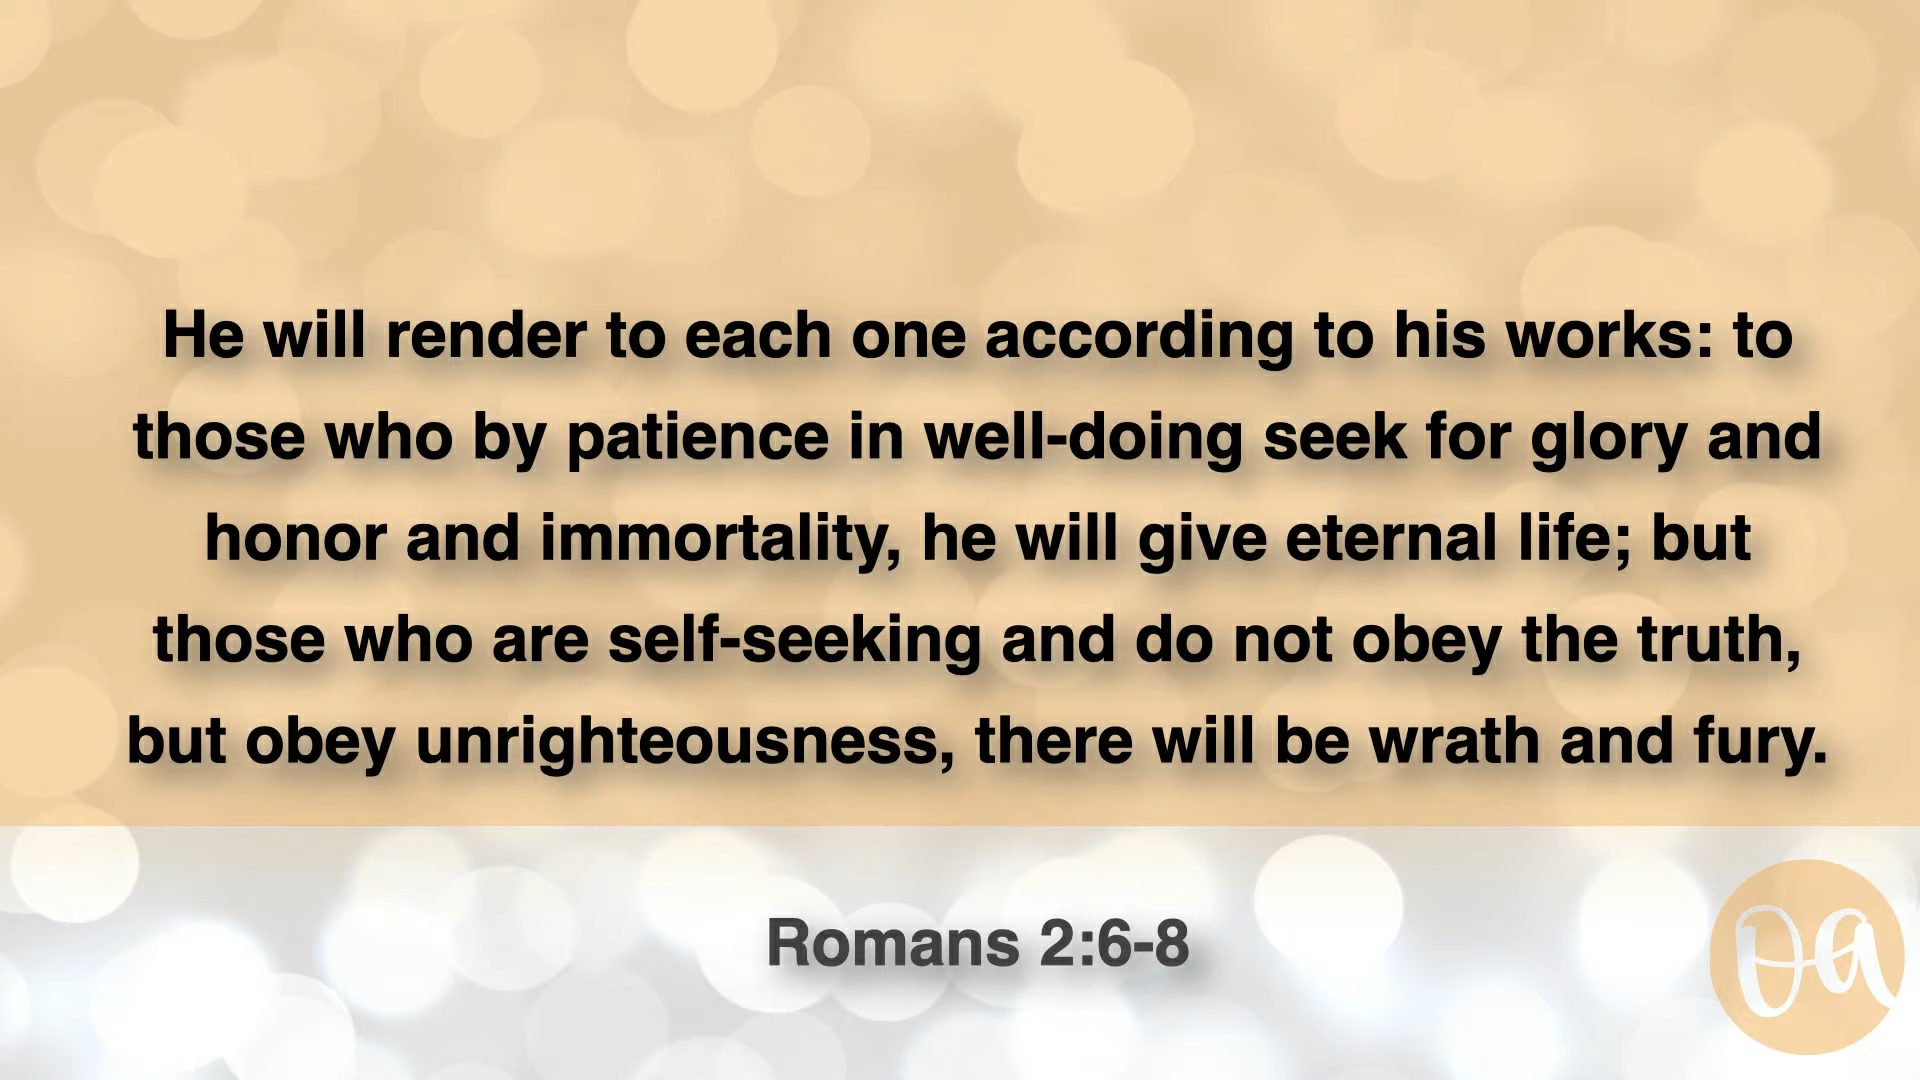 He will render to each one according to his works: to
those who by patience in well-doing seek for glory and
honor and immortality, he will give eternal life; but
those who are self-seeking and do not obey the truth,
but obey unrighteousness, there will be wrath and fury.
Romans 2:6-8